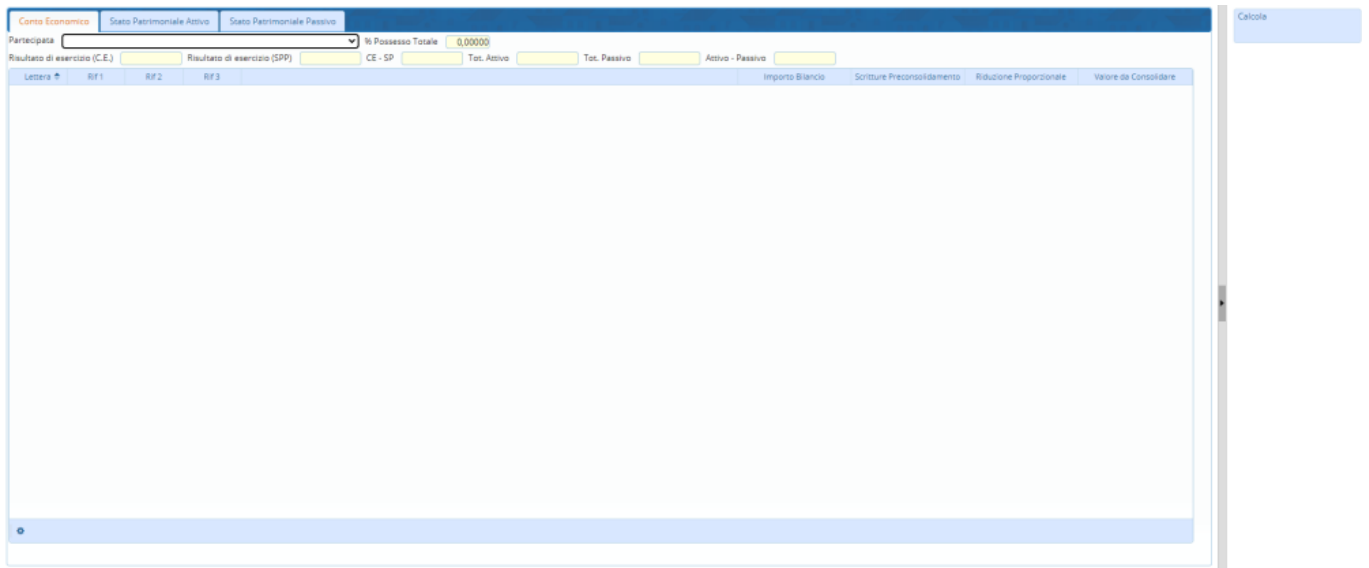 Conto Economico Stato Patrimoniale Attivo Stato Patrimoniale Passivo
Calcola
Partecipata % Possesso Totale 0,00000
Risultato di esercizio (C.E.) Risultato di esercizio (SPP) CE - SP Tot. Attivo Tot. Passivo Attivo - Passivo
Lettera Rif 1 Rif 2 Rif 3 Importo Bilancio Scritture Preconsolidamento Riduzione Proporzionale Valore da Consolidare